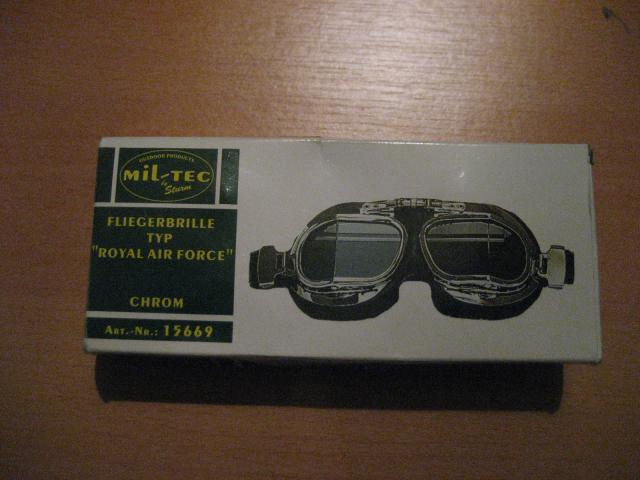 OUTDOOR PRODUCTS
MIL-TEC
by Sturm
FLIEGERBRILLE
TYP
"ROYAL AIR FORCE"
CHROM
ART.-NR.: 15669